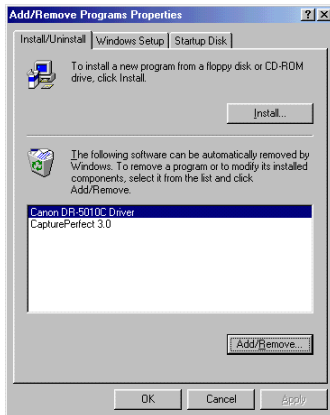 Add/Remove Programs Properties
Install/Uninstall Windows Setup Startup Disk
To install a new program from a floppy disk or CD-ROM
drive, click Install.
Install...
The following software can be automatically removed by
Windows. To remove a program or to modify its installed
components, select it from the list and click
Add/Remove.
Canon DR-5010C Driver
CapturePerfect 3.0
Add/Remove...
OK Cancel Apply